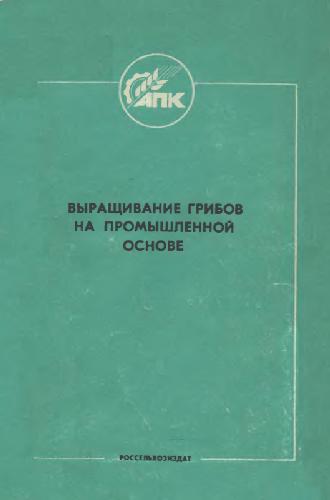 АПК
ВЫРАЩИВАНИЕ ГРИБОВ
НА ПРОМЫШЛЕННОЙ
ОСНОВЕ
РОССЕЛЬХОЗИЗДАТ